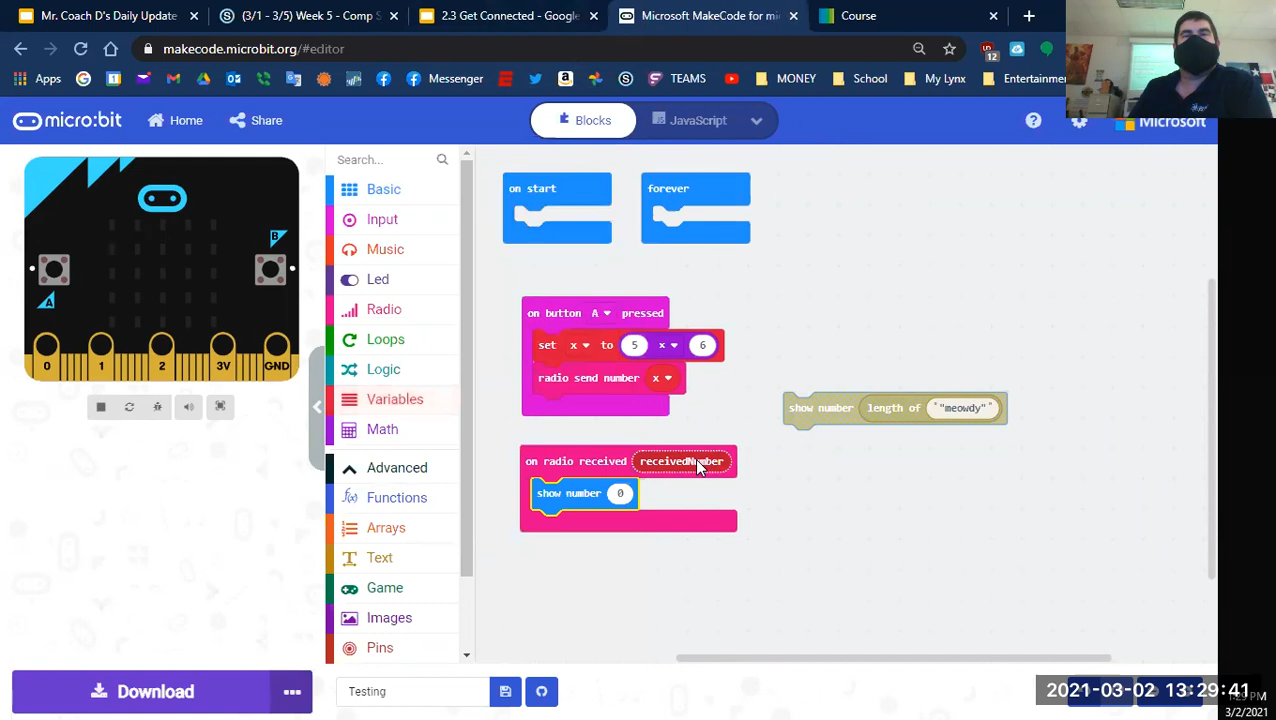 Mr. Coach D's Daily Update
(3/1 - 3/5) Week 5 - Comp S
2.3 Get Connected - Google
Microsoft MakeCode for mi
Course
makecode.microbit.org/#editor
12
Apps
Messenger
TEAMS
MONEY
School
My Lynx
Entertainm
micro:bit
Home
Share
Blocks
JavaScript
Microsoft
Search...
Basic
Input
Music
Led
Radio
Loops
Logic
Variables
Math
Advanced
Functions
Arrays
Text
Game
Images
Pins
A
B
0 1 2 3V GND
on start
forever
on button A pressed
set x to 5 x 6
radio send number x
show number length of "meowdy"
on radio received receivedNumber
show number 0
Download
Testing
2021-03-02 13:29:41
3/2/2021